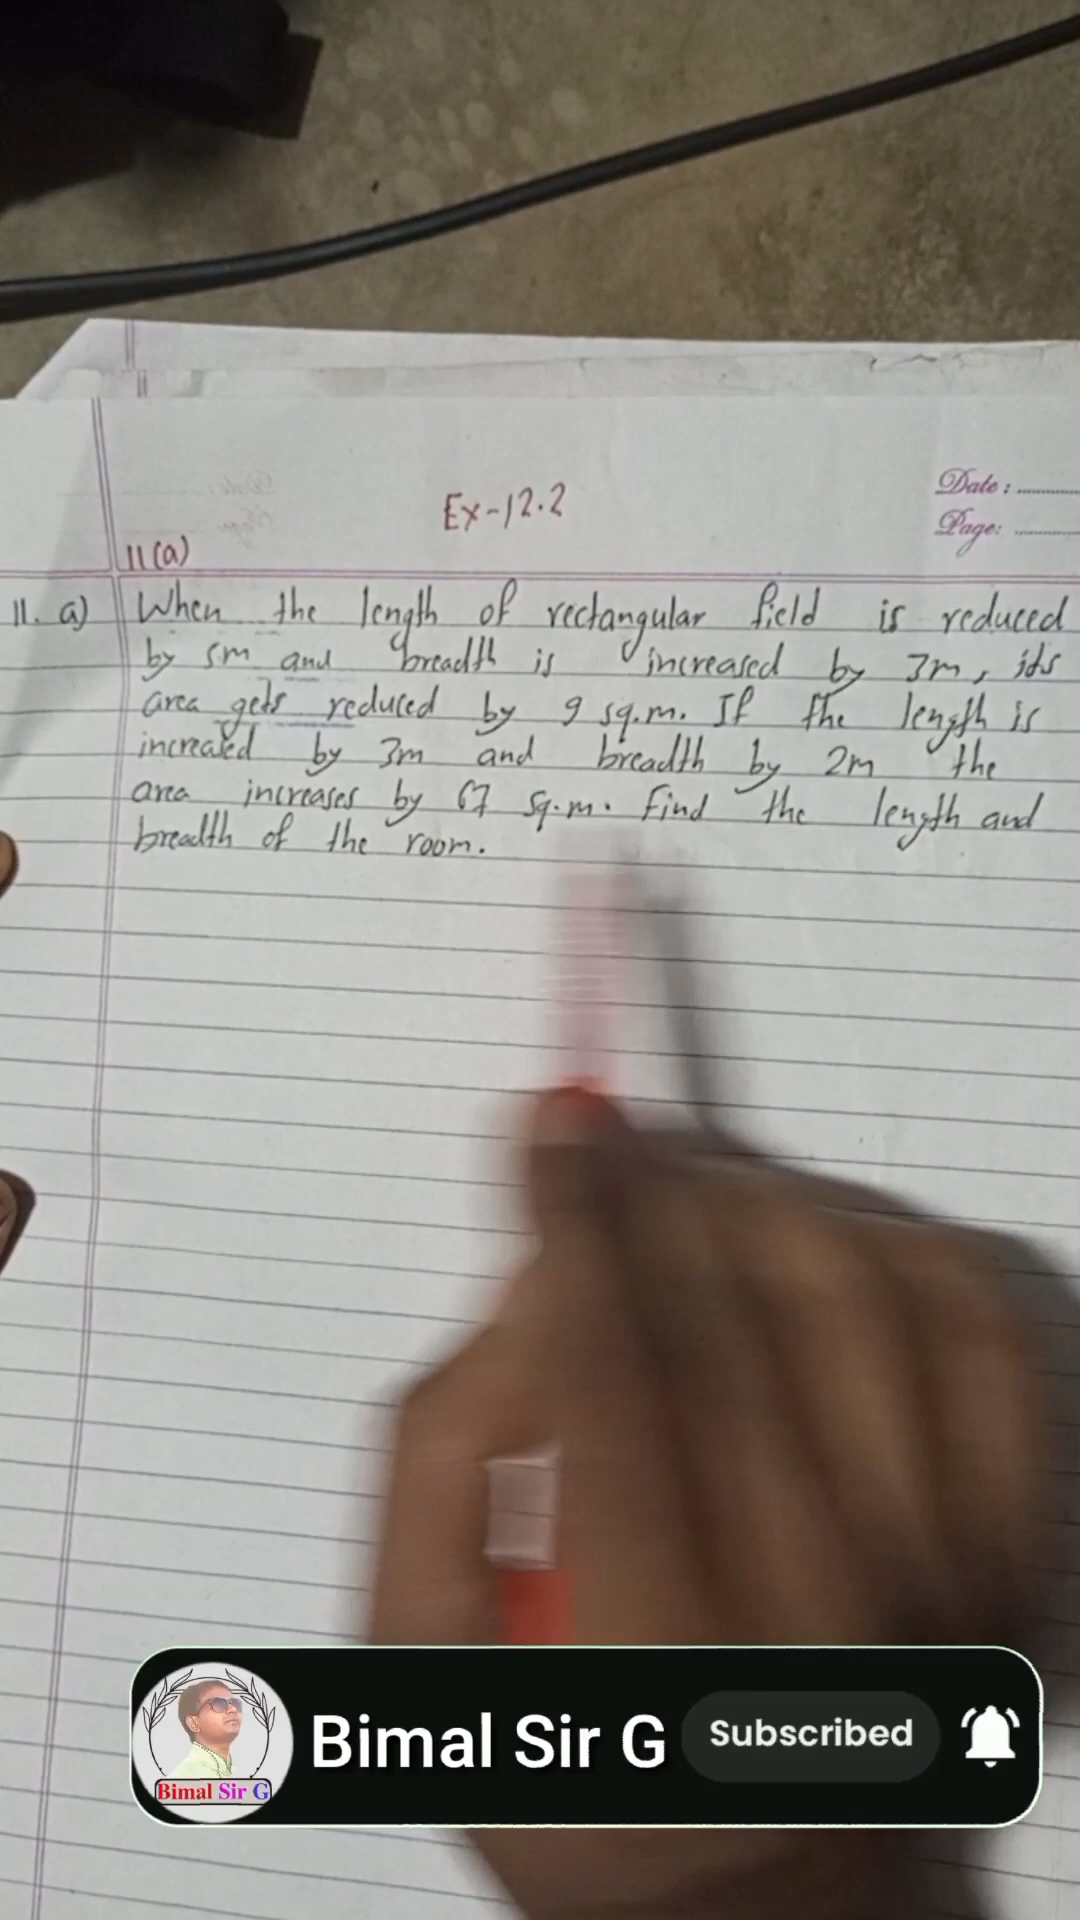 Ex-12.2
Date :
Page:
11(a)
11. a) When the length of rectangular field is reduced
by 5m and breadth is increased by 3m, its
area gets reduced by 9 sq.m. If the length is
increased by 3m and breadth by 2m the
area increases by 67 sq.m. Find the length and
breadth of the room.
Bimal Sir G
Subscribed
Bimal Sir G